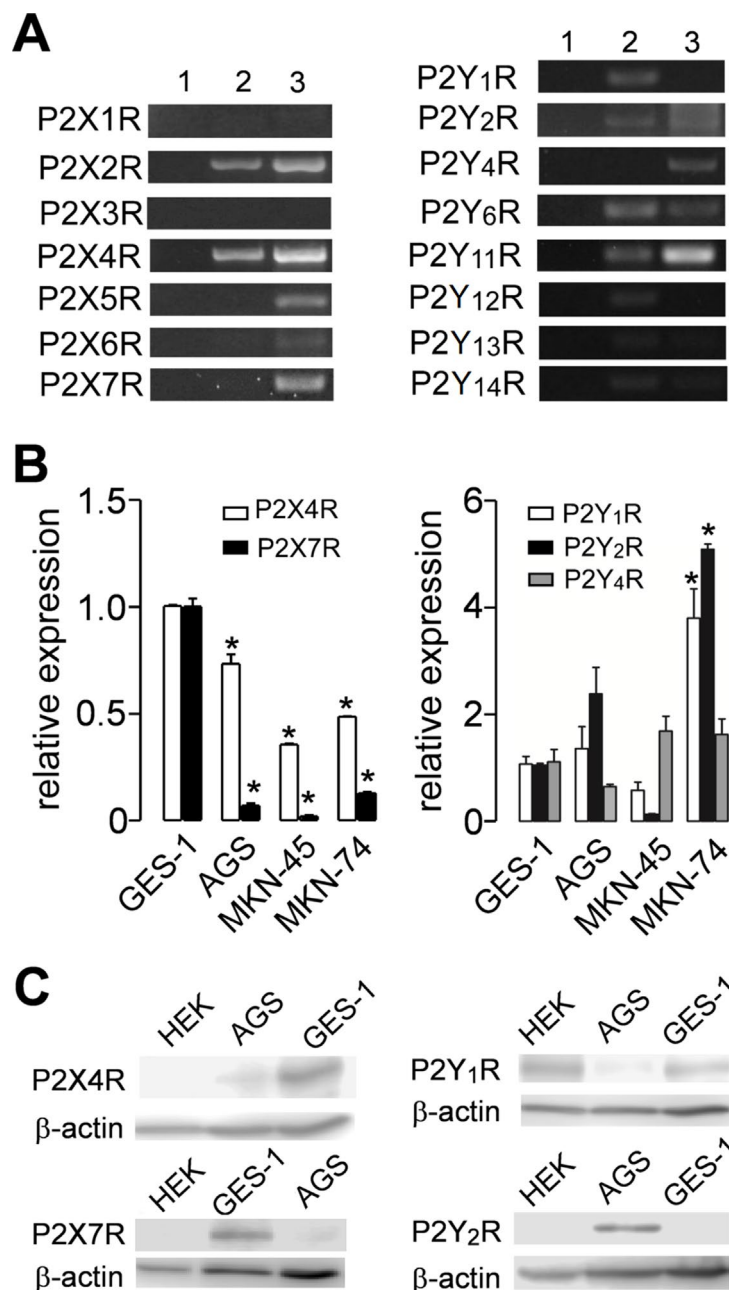 A
1 2 3
P2X1R
P2X2R
P2X3R
P2X4R
P2X5R
P2X6R
P2X7R
1 2 3
P2Y1R
P2Y2R
P2Y4R
P2Y6R
P2Y11R
P2Y12R
P2Y13R
P2Y14R
B
relative expression
1.5
1.0
0.5
0
P2X4R
P2X7R
* * * * * *
GES-1 AGS MKN-45 MKN-74
relative expression
6
4
2
0
P2Y1R
P2Y2R
P2Y4R
* *
GES-1 AGS MKN-45 MKN-74
C
HEK AGS GES-1
P2X4R
β-actin
HEK GES-1 AGS
P2X7R
β-actin
HEK AGS GES-1
P2Y1R
β-actin
HEK AGS GES-1
P2Y2R
β-actin